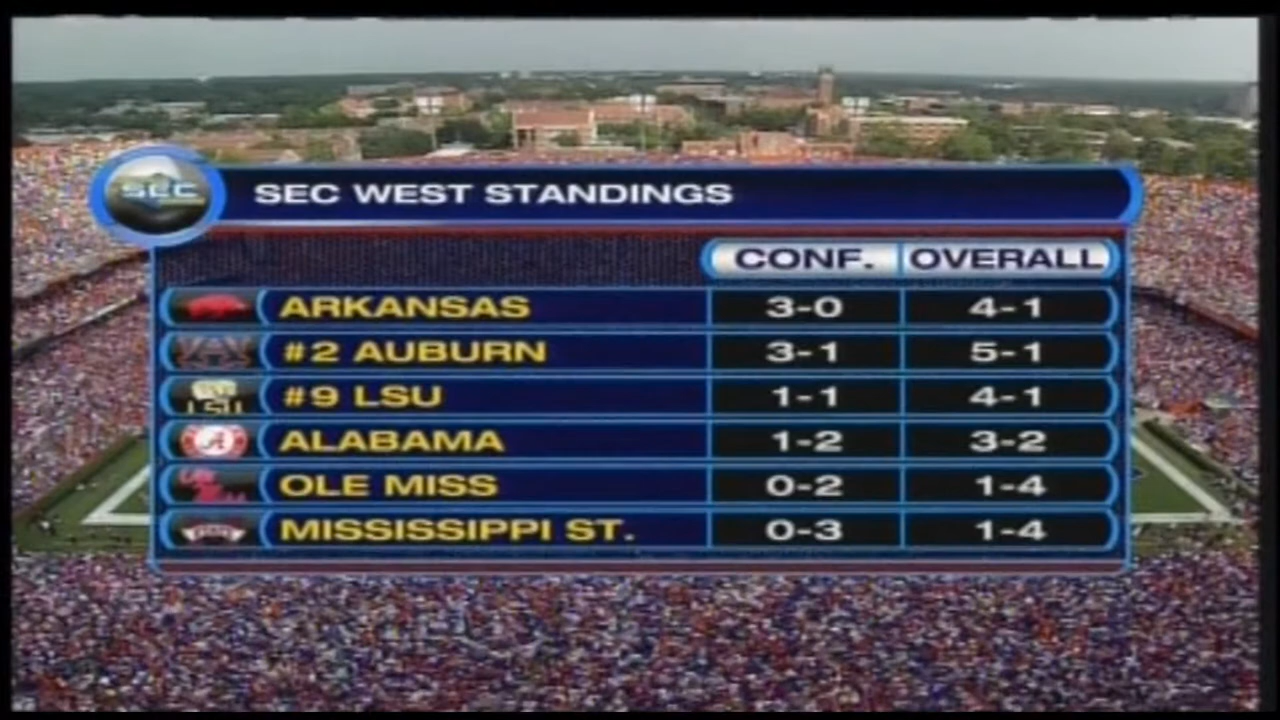 SEC
SEC WEST STANDINGS
CONF. OVERALL
ARKANSAS 3-0 4-1
#2 AUBURN 3-1 5-1
LSU
#9 LSU 1-1 4-1
A
ALABAMA 1-2 3-2
OLE MISS 0-2 1-4
STATE
MISSISSIPPI ST. 0-3 1-4